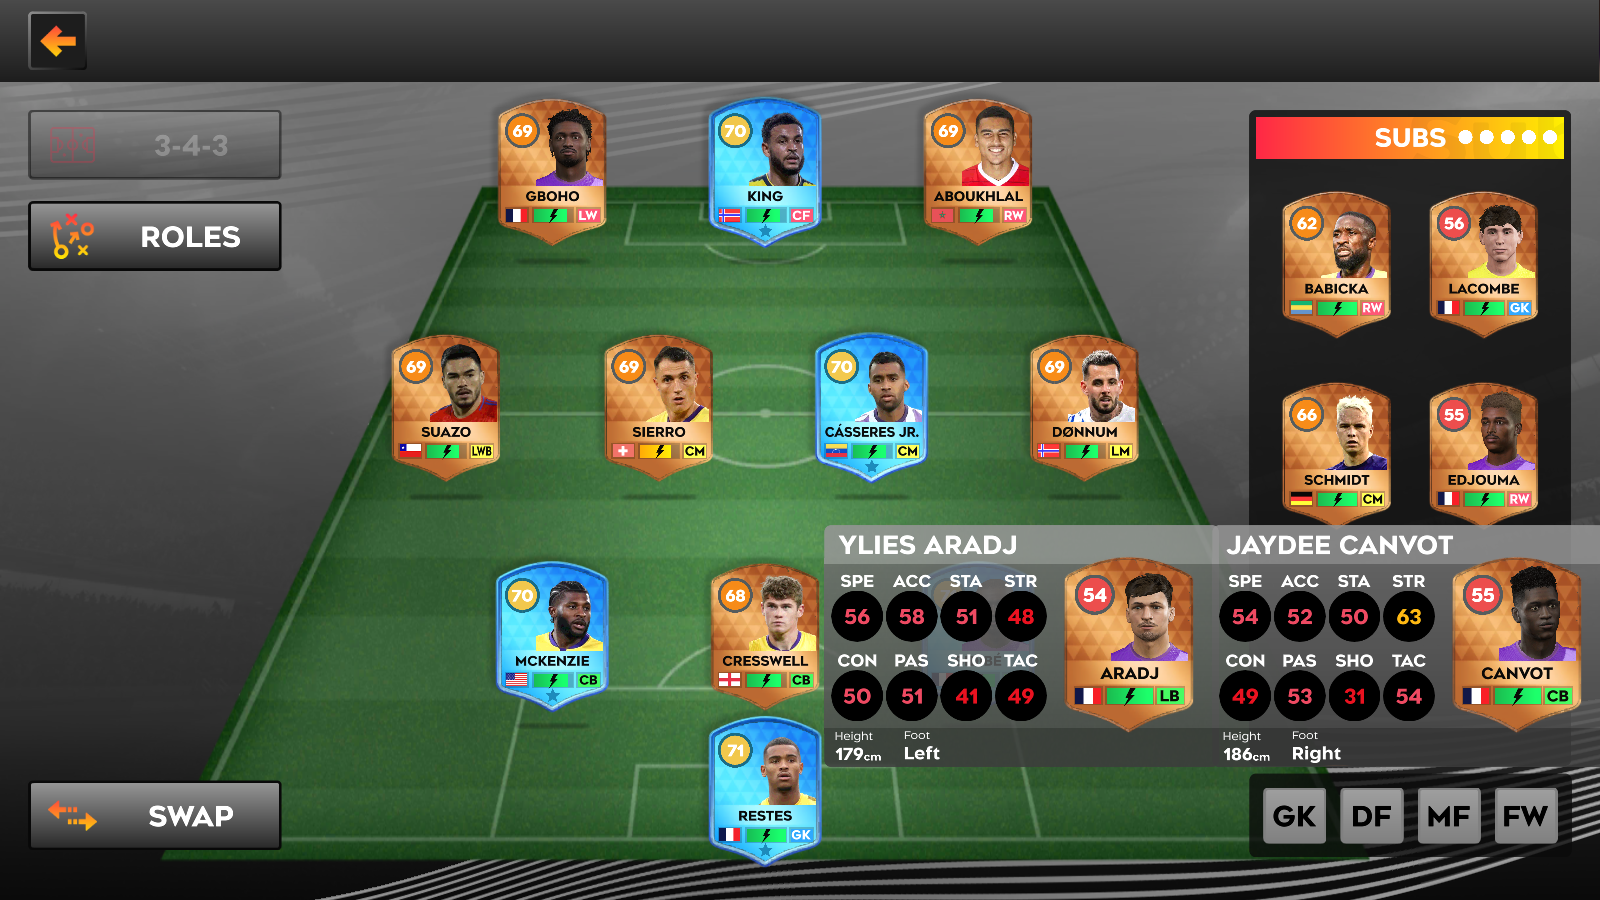 3-4-3
ROLES
69
GBOHO
LW
70
KING
CF
69
ABOUKHLAL
RW
SUBS
62
BABICKA
RW
56
LACOMBE
GK
69
SUAZO
LWB
69
SIERRO
CM
70
CÁSSERES JR.
CM
69
DØNNUM
LM
66
SCHMIDT
CM
55
EDJOUMA
RW
70
MCKENZIE
CB
68
CRESSWELL
CB
YLIES ARADJ
SPE ACC STA STR
56 58 51 48
CON PAS SHO TAC
50 51 41 49
Height Foot
179cm Left
54
ARADJ
LB
JAYDEE CANVOT
SPE ACC STA STR
54 52 50 63
CON PAS SHO TAC
49 53 31 54
Height Foot
186cm Right
55
CANVOT
CB
71
RESTES
GK
SWAP
GK DF MF FW